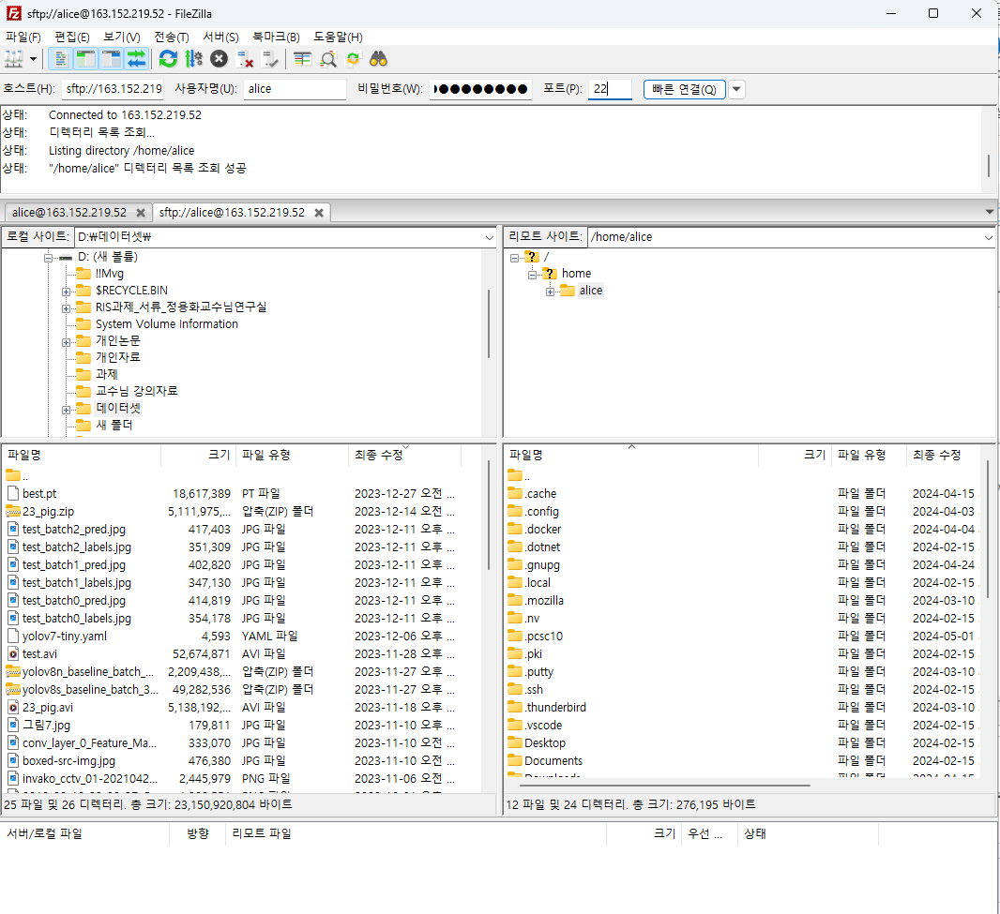 sftp://alice@163.152.219.52 - FileZilla
파일(F) 편집(E) 보기(V) 전송(T) 서버(S) 북마크(B) 도움말(H)
호스트(H): sftp://163.152.219 사용자명(U): alice 비밀번호(W): ●●●●●●●● 포트(P): 22 빠른 연결(Q)
상태: Connected to 163.152.219.52
상태: 디렉터리 목록 조회...
상태: Listing directory /home/alice
상태: "/home/alice" 디렉터리 목록 조회 성공
alice@163.152.219.52 sftp://alice@163.152.219.52
로컬 사이트: D:₩데이터셋₩
D: (새 볼륨)
!!Mvg
$RECYCLE.BIN
RIS과제_서류_정용화교수님연구실
System Volume Information
개인논문
개인자료
과제
교수님 강의자료
데이터셋
새 폴더
리모트 사이트: /home/alice
/
home
alice
파일명 크기 파일 유형 최종 수정
..
best.pt 18,617,389 PT 파일 2023-12-27 오전 ...
23_pig.zip 5,111,975,... 압축(ZIP) 폴더 2023-12-14 오전 ...
test_batch2_pred.jpg 417,403 JPG 파일 2023-12-11 오후 ...
test_batch2_labels.jpg 351,309 JPG 파일 2023-12-11 오후 ...
test_batch1_pred.jpg 402,820 JPG 파일 2023-12-11 오후 ...
test_batch1_labels.jpg 347,130 JPG 파일 2023-12-11 오후 ...
test_batch0_pred.jpg 414,819 JPG 파일 2023-12-11 오후 ...
test_batch0_labels.jpg 354,178 JPG 파일 2023-12-11 오후 ...
yolov7-tiny.yaml 4,593 YAML 파일 2023-12-06 오후 ...
test.avi 52,674,871 AVI 파일 2023-11-28 오후 ...
yolov8n_baseline_batch_... 2,209,438,... 압축(ZIP) 폴더 2023-11-27 오후 ...
yolov8s_baseline_batch_3... 49,282,536 압축(ZIP) 폴더 2023-11-27 오후 ...
23_pig.avi 5,138,192,... AVI 파일 2023-11-18 오후 ...
그림7.jpg 179,811 JPG 파일 2023-11-10 오후 ...
conv_layer_0_Feature_Ma... 333,070 JPG 파일 2023-11-10 오후 ...
boxed-src-img.jpg 476,380 JPG 파일 2023-11-10 오후 ...
invako_cctv_01-2021042... 2,445,979 PNG 파일 2023-11-06 오전 ...
25 파일 및 26 디렉터리. 총 크기: 23,150,920,804 바이트
파일명 크기 파일 유형 최종 수정
..
.cache 파일 폴더 2024-04-15
.config 파일 폴더 2024-04-03
.docker 파일 폴더 2024-04-04
.dotnet 파일 폴더 2024-02-15
.gnupg 파일 폴더 2024-04-24
.local 파일 폴더 2024-02-15
.mozilla 파일 폴더 2024-03-10
.nv 파일 폴더 2024-02-15
.pcsc10 파일 폴더 2024-05-01
.pki 파일 폴더 2024-02-15
.putty 파일 폴더 2024-03-10
.ssh 파일 폴더 2024-02-15
.thunderbird 파일 폴더 2024-03-10
.vscode 파일 폴더 2024-02-15
Desktop 파일 폴더 2024-02-15
Documents 파일 폴더 2024-02-15
12 파일 및 24 디렉터리. 총 크기: 276,195 바이트
서버/로컬 파일 방향 리모트 파일 크기 우선 ... 상태